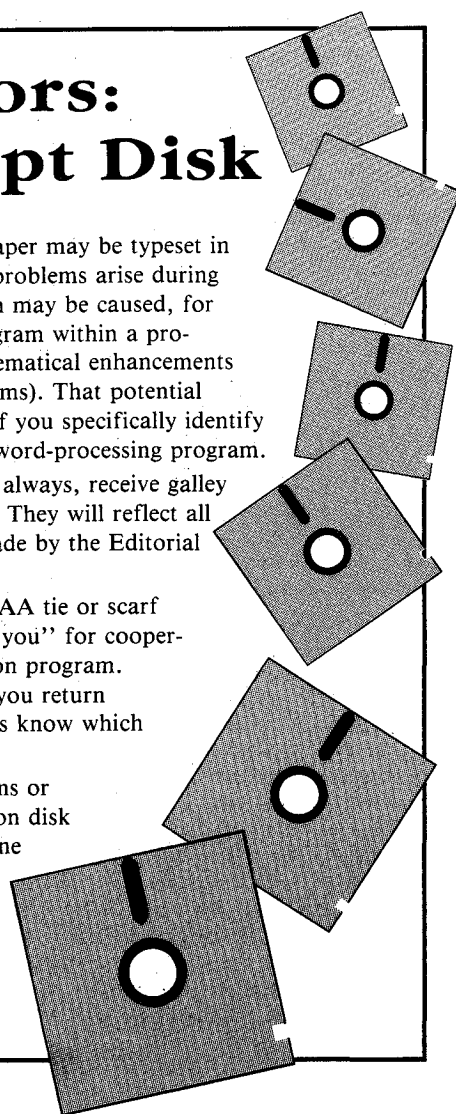 ors:
pt Disk
aper may be typeset in
problems arise during
n may be caused, for
gram within a pro-
ematical enhancements
ms). That potential
f you specifically identify
word-processing program.
always, receive galley
They will reflect all
ade by the Editorial
AA tie or scarf
you” for cooper-
on program.
you return
s know which
ns or
on disk
ne